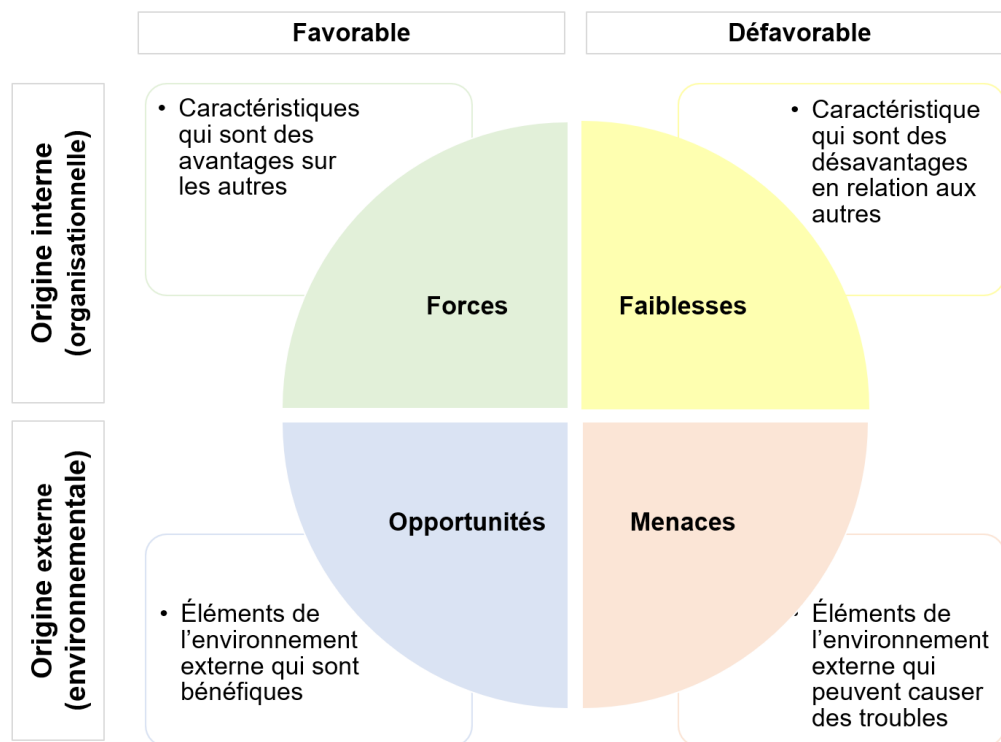 Favorable
Défavorable
Origine interne
(organisationnelle)
• Caractéristiques
qui sont des
avantages sur
les autres
• Caractéristique
qui sont des
désavantages
en relation aux
autres
Forces
Faiblesses
Origine externe
(environnementale)
Opportunités
Menaces
• Éléments de
l’environnement
externe qui sont
bénéfiques
• Éléments de
l’environnement
externe qui
peuvent causer
des troubles